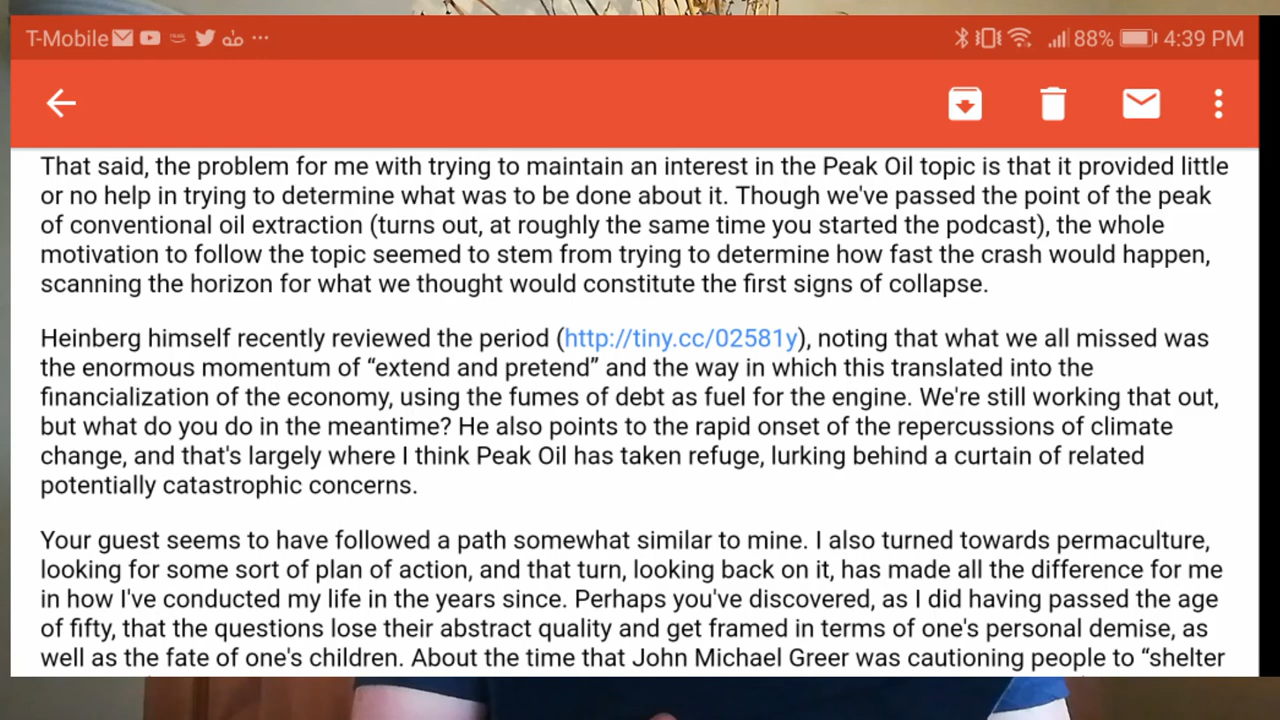 T-Mobile ··· 88% 4:39 PM
That said, the problem for me with trying to maintain an interest in the Peak Oil topic is that it provided little
or no help in trying to determine what was to be done about it. Though we've passed the point of the peak
of conventional oil extraction (turns out, at roughly the same time you started the podcast), the whole
motivation to follow the topic seemed to stem from trying to determine how fast the crash would happen,
scanning the horizon for what we thought would constitute the first signs of collapse.
Heinberg himself recently reviewed the period (http://tiny.cc/02581y), noting that what we all missed was
the enormous momentum of “extend and pretend” and the way in which this translated into the
financialization of the economy, using the fumes of debt as fuel for the engine. We're still working that out,
but what do you do in the meantime? He also points to the rapid onset of the repercussions of climate
change, and that's largely where I think Peak Oil has taken refuge, lurking behind a curtain of related
potentially catastrophic concerns.
Your guest seems to have followed a path somewhat similar to mine. I also turned towards permaculture,
looking for some sort of plan of action, and that turn, looking back on it, has made all the difference for me
in how I've conducted my life in the years since. Perhaps you've discovered, as I did having passed the age
of fifty, that the questions lose their abstract quality and get framed in terms of one's personal demise, as
well as the fate of one's children. About the time that John Michael Greer was cautioning people to “shelter